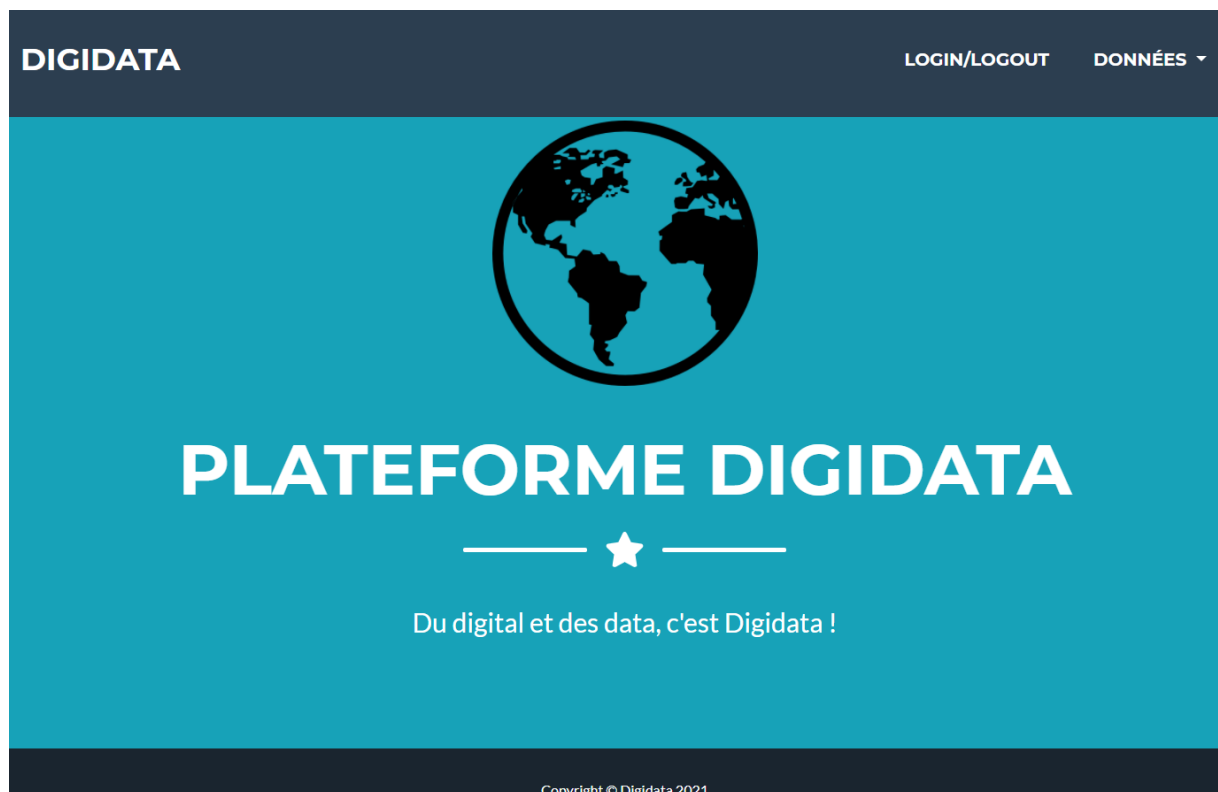 DIGIDATA
LOGIN/LOGOUT
DONNÉES
PLATEFORME DIGIDATA
Du digital et des data, c'est Digidata !
Copyright © Digidata 2021